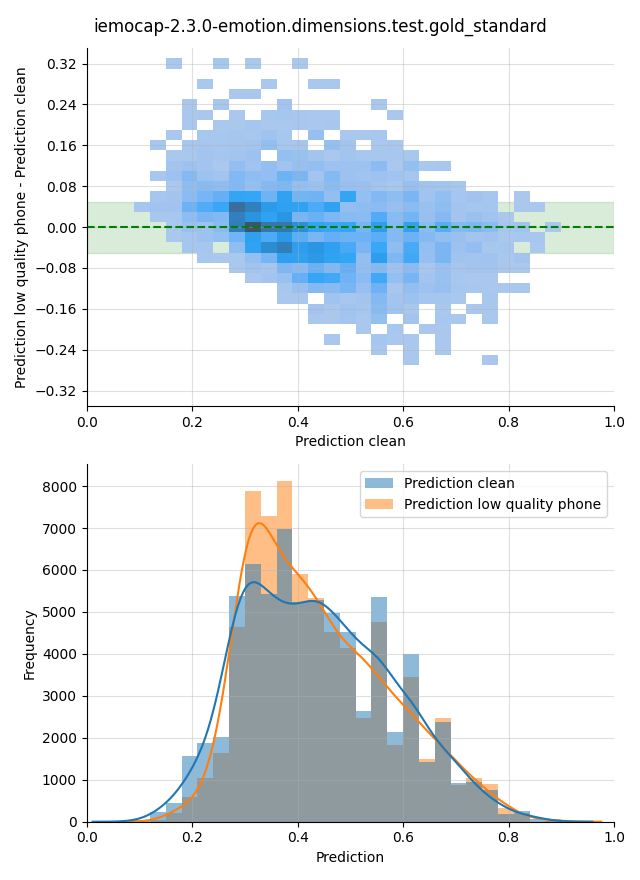 iemocap-2.3.0-emotion.dimensions.test.gold_standard
Prediction low quality phone - Prediction clean
0.32
0.24
0.16
0.08
0.00
−0.08
−0.16
−0.24
−0.32
0.0 0.2 0.4 0.6 0.8 1.0
Prediction clean
Frequency
8000
7000
6000
5000
4000
3000
2000
1000
0
Prediction clean
Prediction low quality phone
0.0 0.2 0.4 0.6 0.8 1.0
Prediction